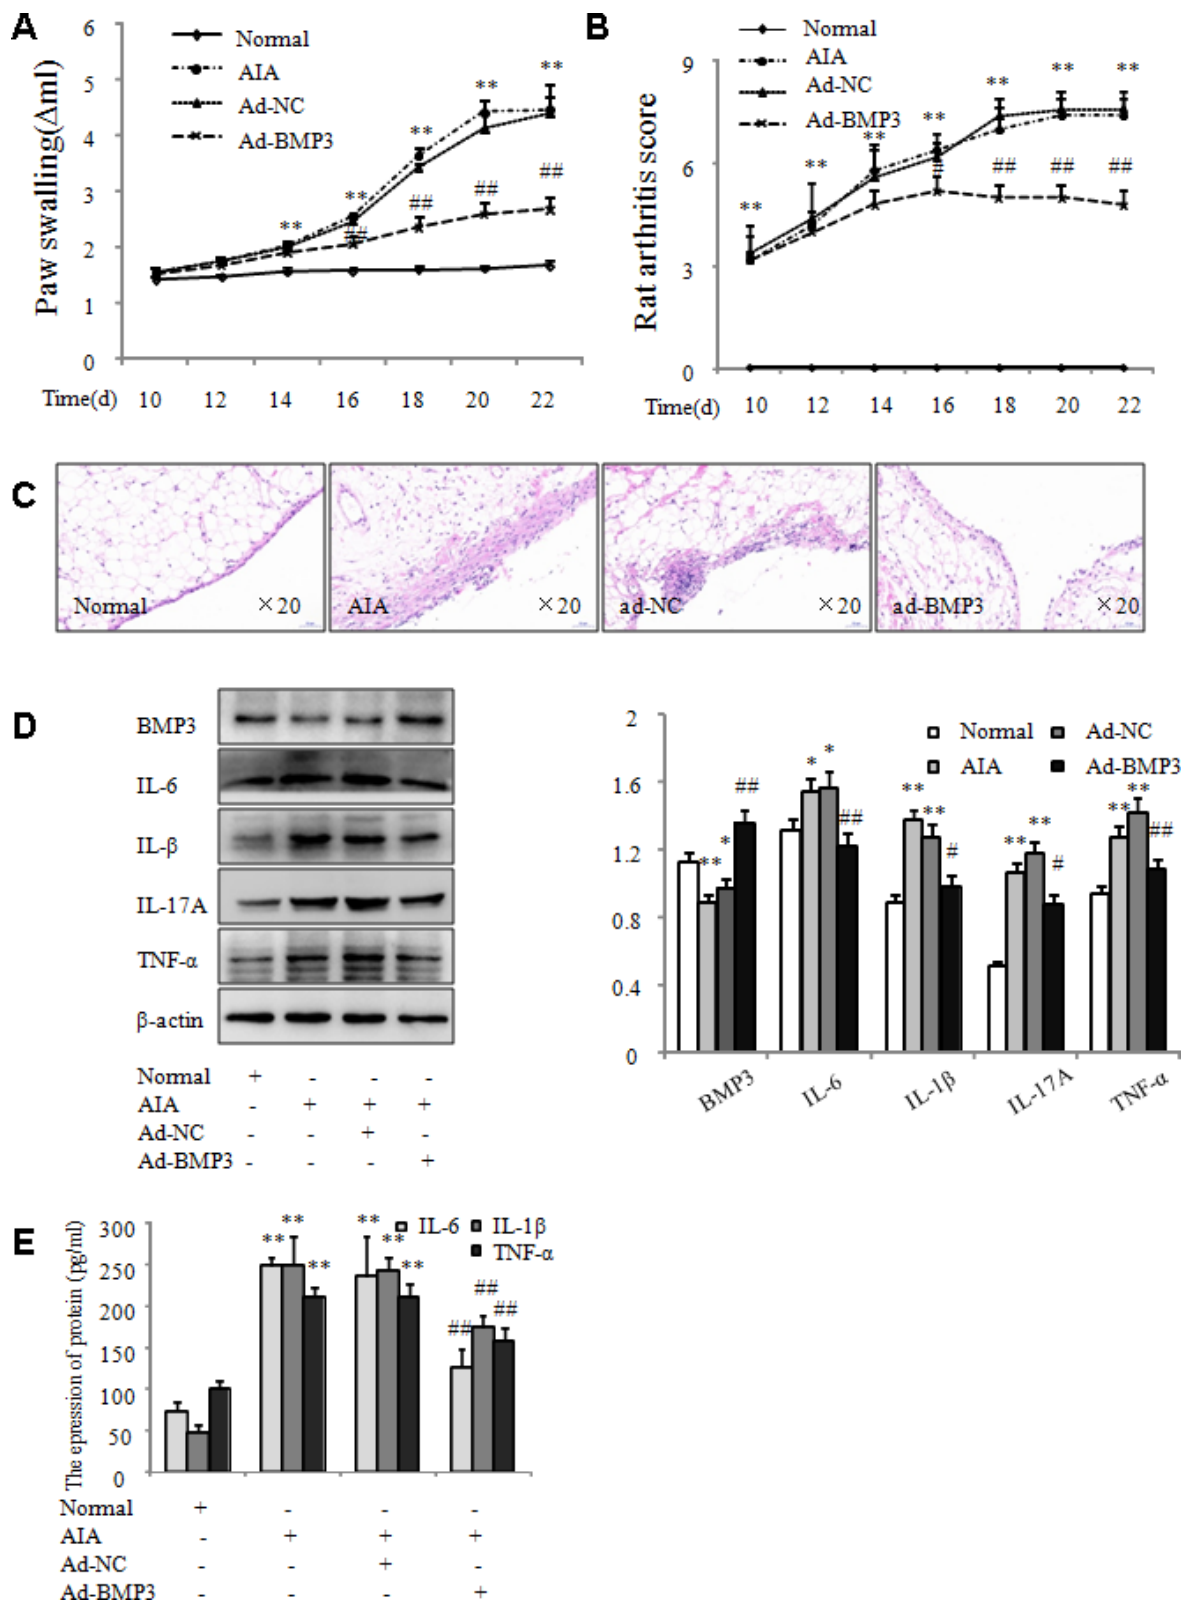 A
Paw swalling(Δml)
6
5
4
3
2
1
0
Normal
AIA
Ad-NC
Ad-BMP3
** ** ** ** **
## ## ## ##
Time(d) 10 12 14 16 18 20 22
B
Rat arthritis score
9
6
3
0
Normal
AIA
Ad-NC
Ad-BMP3
** ** ** ** ** ** **
# ## ## ##
Time(d) 10 12 14 16 18 20 22
C
Normal ×20
AIA ×20
ad-NC ×20
ad-BMP3 ×20
D
BMP3
IL-6
IL-β
IL-17A
TNF-α
β-actin
Normal + - - -
AIA - + + +
Ad-NC - - + -
Ad-BMP3 - - - +
2
1.6
1.2
0.8
0.4
0
Normal Ad-NC
AIA Ad-BMP3
** * ##
* * ##
** ** #
** ** #
** ** ##
BMP3 IL-6 IL-1β IL-17A TNF-α
E
The epression of protein (pg/ml)
300
250
200
150
100
50
0
IL-6 IL-1β
TNF-α
** ** **
** ** **
## ## ##
Normal + - - -
AIA - + + +
Ad-NC - - + -
Ad-BMP3 - - - +